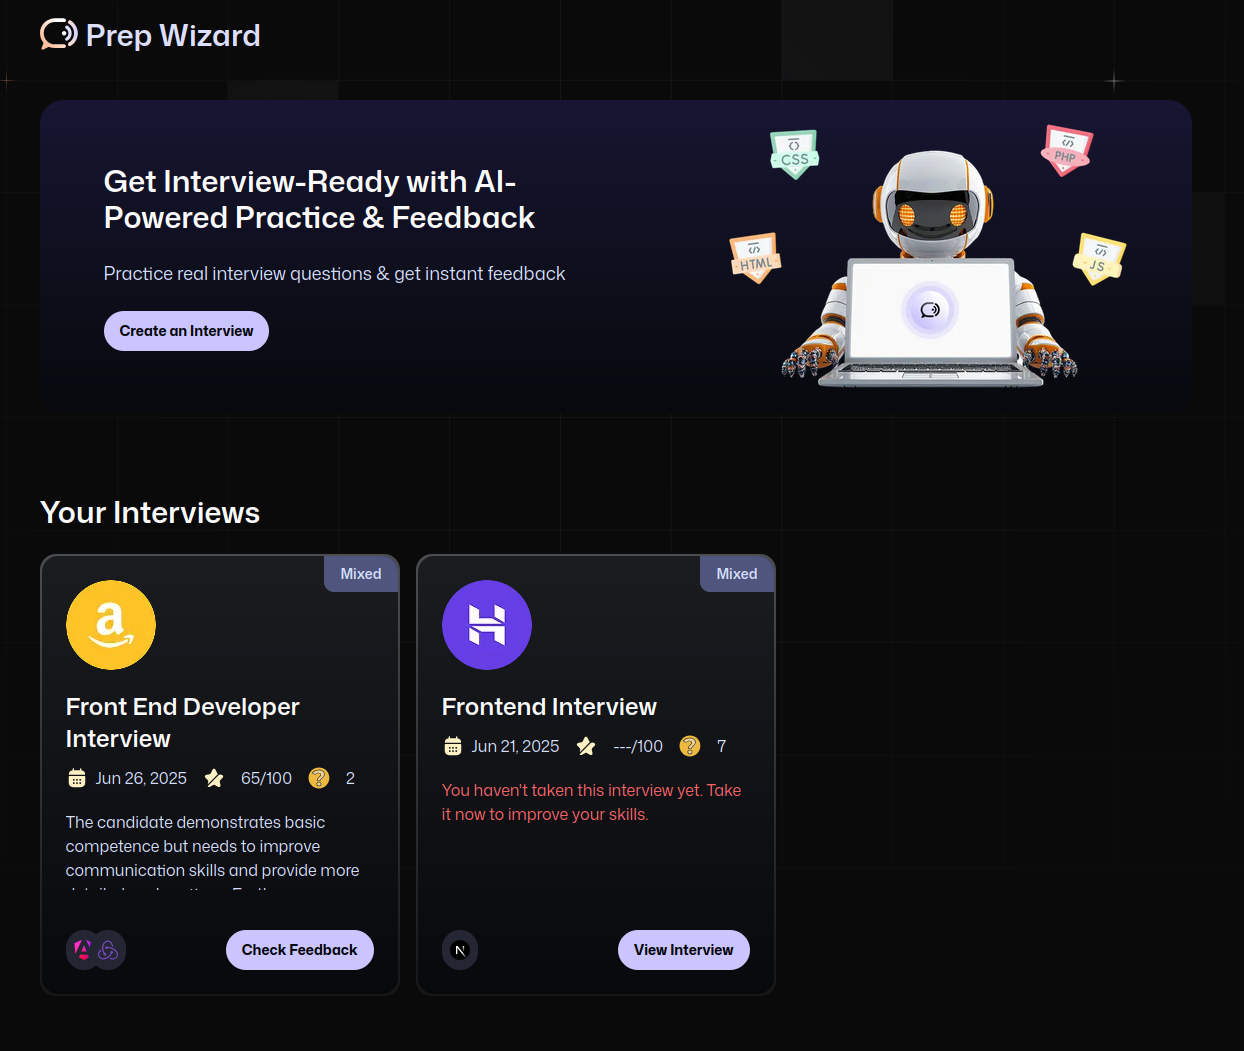 Prep Wizard
Get Interview-Ready with AI-
Powered Practice & Feedback
Practice real interview questions & get instant feedback
Create an Interview
CSS
PHP
HTML
JS
Your Interviews
Mixed
Front End Developer
Interview
Jun 26, 2025 65/100 ? 2
The candidate demonstrates basic
competence but needs to improve
communication skills and provide more
Check Feedback
Mixed
Frontend Interview
Jun 21, 2025 ---/100 ? 7
You haven't taken this interview yet. Take
it now to improve your skills.
N
View Interview